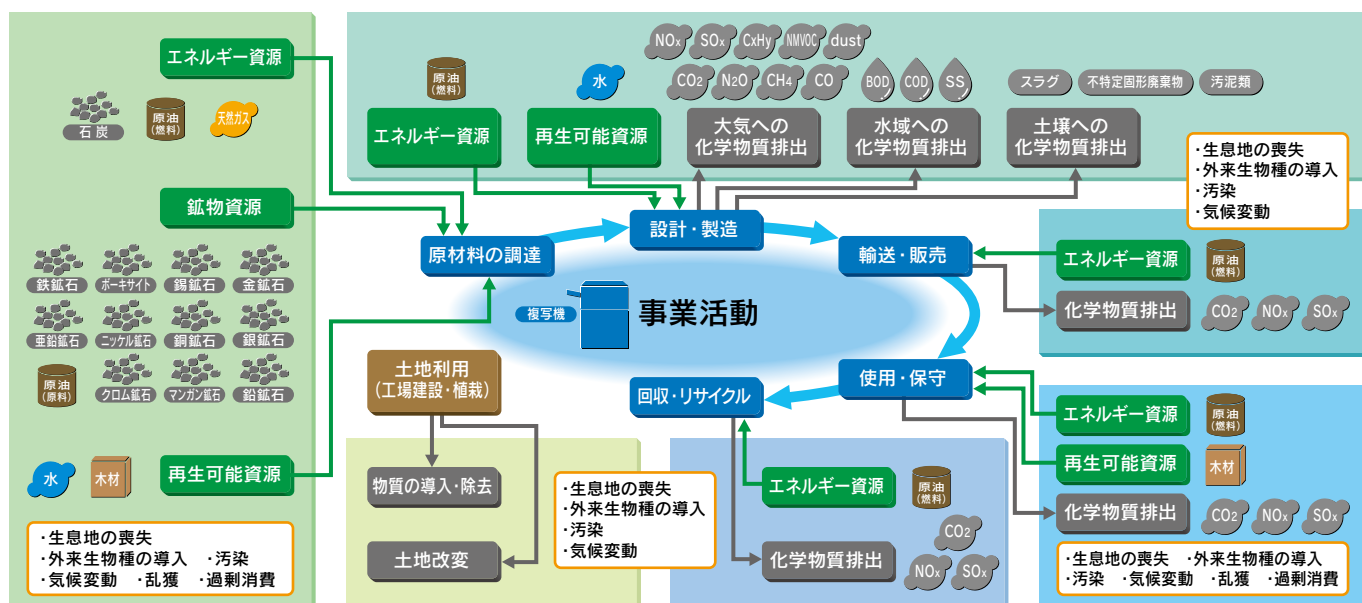 エネルギー資源
石炭
原油
(燃料)
天然ガス
鉱物資源
鉄鉱石
ボーキサイト
錫鉱石
金鉱石
亜鉛鉱石
ニッケル鉱石
銅鉱石
銀鉱石
原油
(原料)
クロム鉱石
マンガン鉱石
鉛鉱石
水
木材
再生可能資源
・生息地の喪失
・外来生物種の導入 ・汚染
・気候変動 ・乱獲 ・過剰消費
原油
(燃料)
エネルギー資源
水
再生可能資源
NOx
SOx
CxHy
NMVOC
dust
CO2
N2O
CH4
CO
大気への
化学物質排出
BOD
COD
SS
水域への
化学物質排出
スラグ
不特定固形廃棄物
汚泥類
土壌への
化学物質排出
・生息地の喪失
・外来生物種の導入
・汚染
・気候変動
原材料の調達
設計・製造
輸送・販売
使用・保守
回収・リサイクル
複写機
事業活動
エネルギー資源
原油
(燃料)
化学物質排出
CO2
NOx
SOx
土地利用
(工場建設・植栽)
物質の導入・除去
土地改変
・生息地の喪失
・外来生物種の導入
・汚染
・気候変動
エネルギー資源
原油
(燃料)
化学物質排出
CO2
NOx
SOx
エネルギー資源
原油
(燃料)
再生可能資源
木材
化学物質排出
CO2
NOx
SOx
・生息地の喪失 ・外来生物種の導入
・汚染 ・気候変動 ・乱獲 ・過剰消費